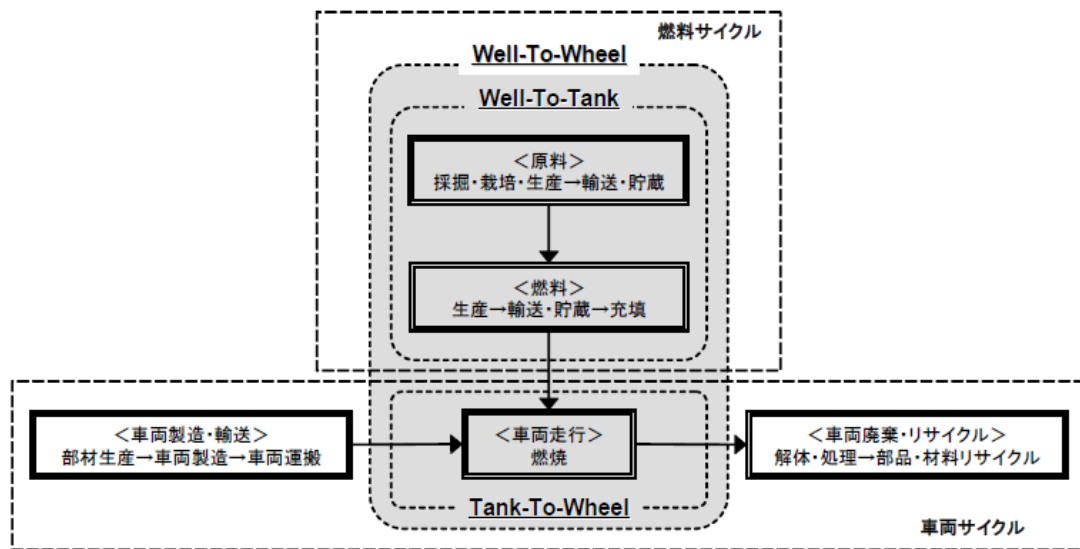 燃料サイクル
Well-To-Wheel
Well-To-Tank
＜原料＞
採掘・栽培・生産→輸送・貯蔵
＜燃料＞
生産→輸送・貯蔵→充填
＜車両製造・輸送＞
部材生産→車両製造→車両運搬
＜車両走行＞
燃焼
＜車両廃棄・リサイクル＞
解体・処理→部品・材料リサイクル
Tank-To-Wheel
車両サイクル